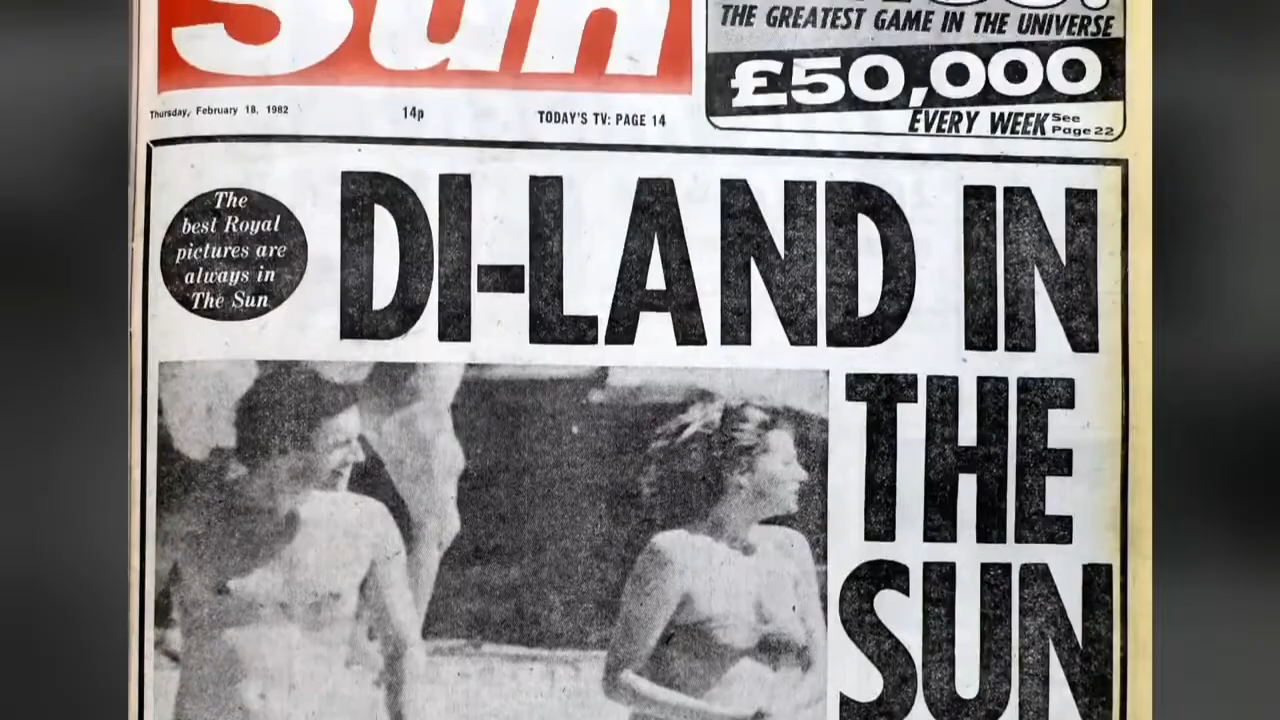 Sun
THE GREATEST GAME IN THE UNIVERSE
£50,000
EVERY WEEK See Page 22
Thursday, February 18, 1982 14p TODAY'S TV: PAGE 14
The
best Royal
pictures are
always in
The Sun
DI-LAND IN
THE
SUN